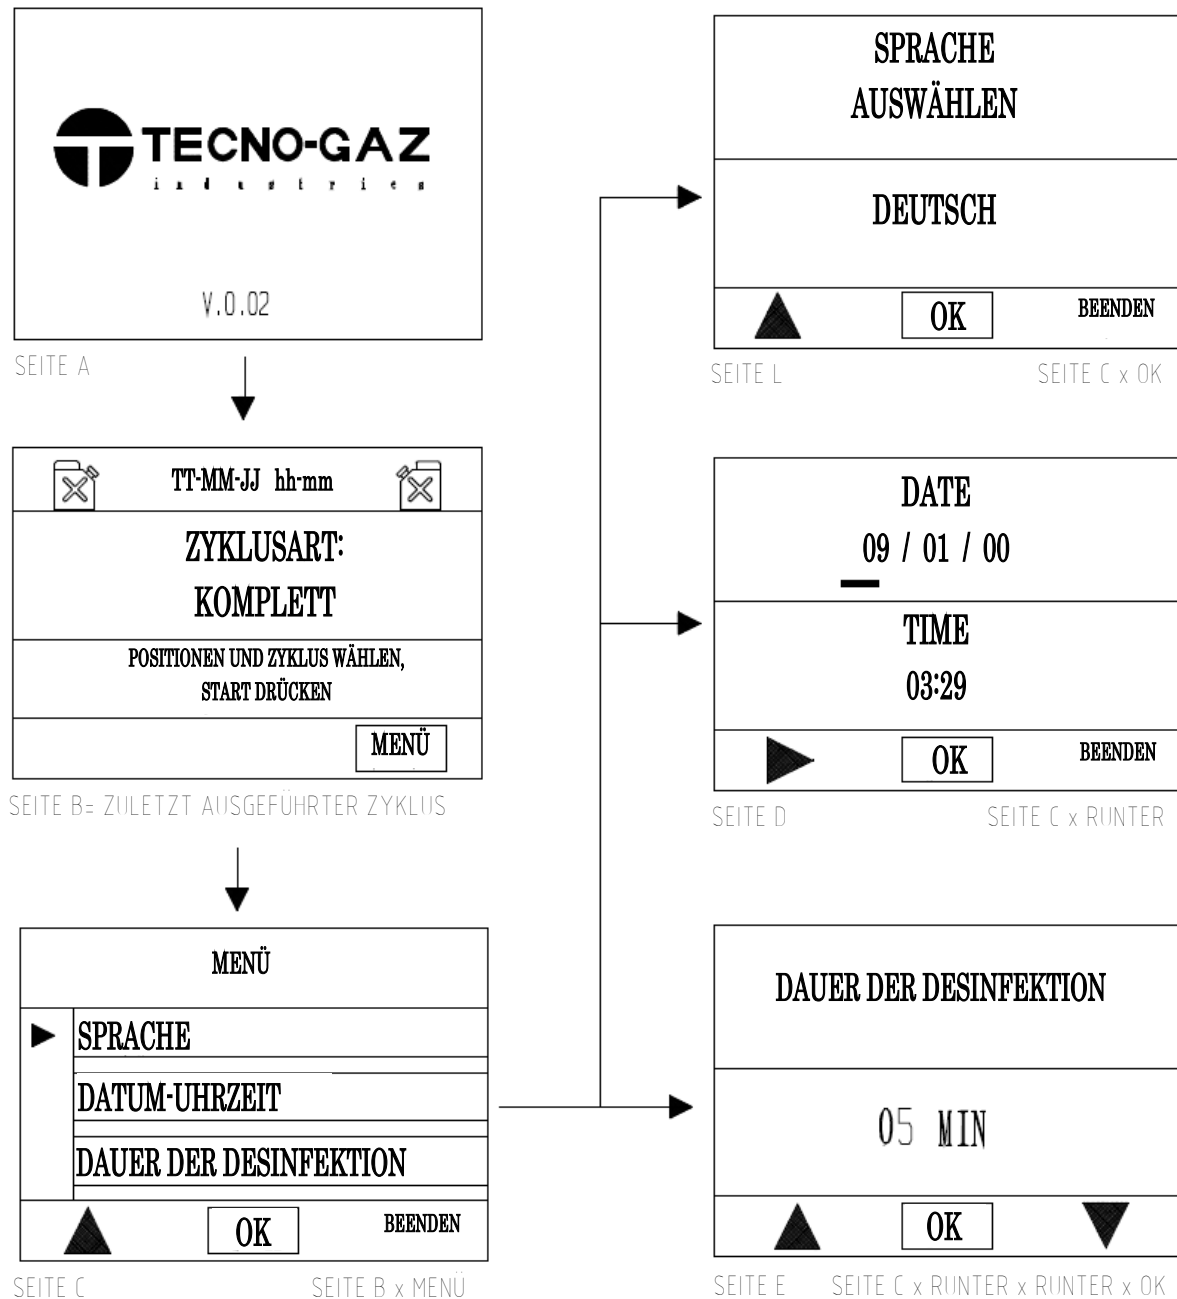 TECNO-GAZ
industries
V.0.02
SEITE A
TT-MM-JJ hh-mm
ZYKLUSART:
KOMPLETT
POSITIONEN UND ZYKLUS WÄHLEN,
START DRÜCKEN
MENÜ
SEITE B= ZULETZT AUSGEFÜHRTER ZYKLUS
MENÜ
SPRACHE
DATUM-UHRZEIT
DAUER DER DESINFEKTION
OK BEENDEN
SEITE C SEITE B x MENÜ
SPRACHE
AUSWÄHLEN
DEUTSCH
OK BEENDEN
SEITE L SEITE C x OK
DATE
09 / 01 / 00
TIME
03:29
OK BEENDEN
SEITE D SEITE C x RUNTER
DAUER DER DESINFEKTION
05 MIN
OK
SEITE E SEITE C x RUNTER x RUNTER x OK